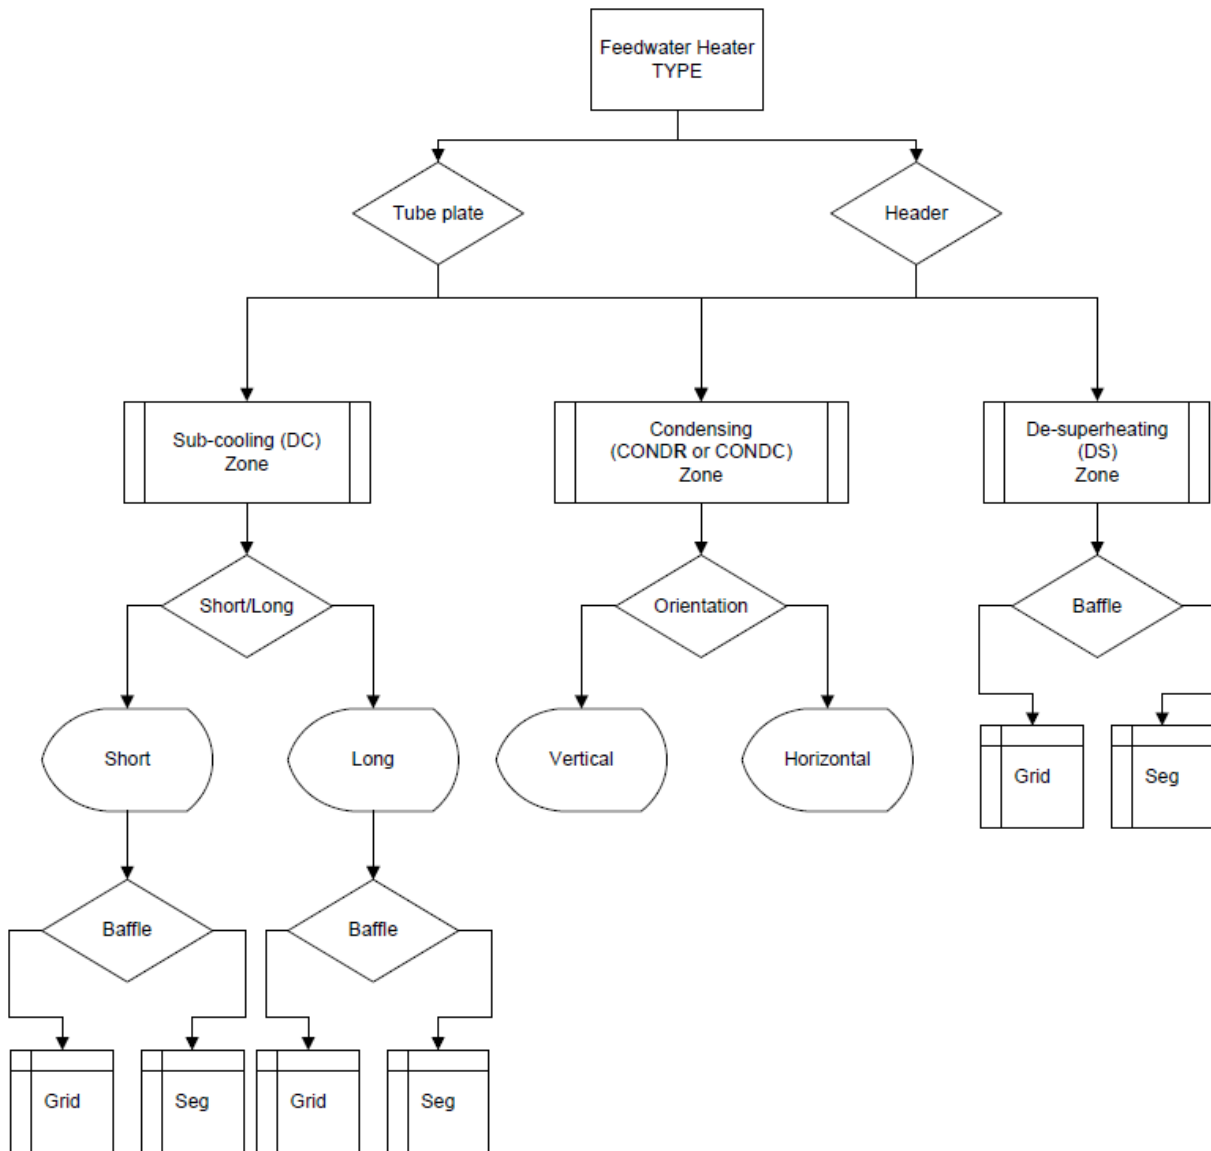 Feedwater Heater
TYPE
Tube plate
Header
Sub-cooling (DC)
Zone
Condensing
(CONDR or CONDC)
Zone
De-superheating
(DS)
Zone
Short/Long
Orientation
Baffle
Short
Long
Vertical
Horizontal
Grid
Seg
Baffle
Baffle
Grid
Seg
Grid
Seg